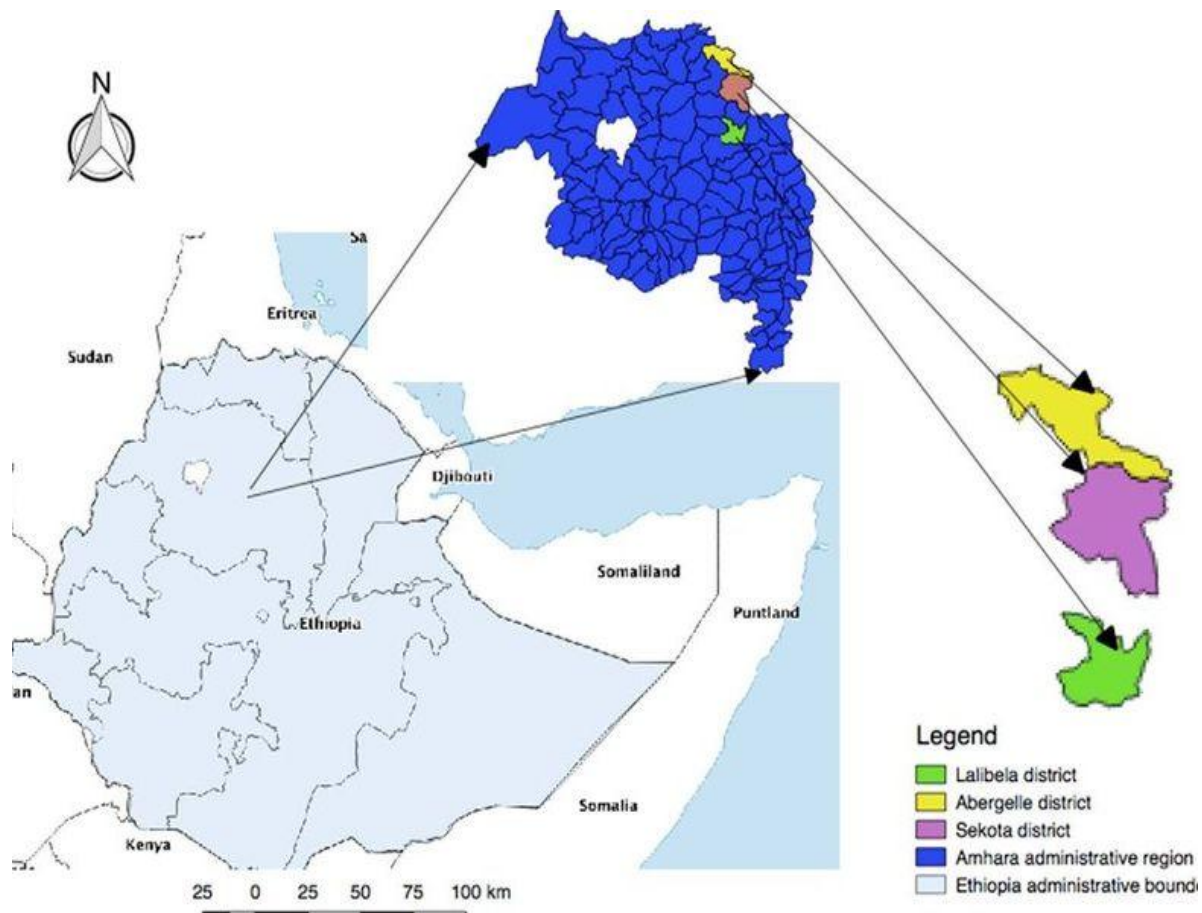 N
Sa
Eritrea
Sudan
Djibouti
Somaliland
Ethiopia
Puntland
an
Somalia
Kenya
Legend
Lalibela district
Abergelle district
Sekota district
Amhara administrative region
Ethiopia administrative bounde
25 0 25 50 75 100 km